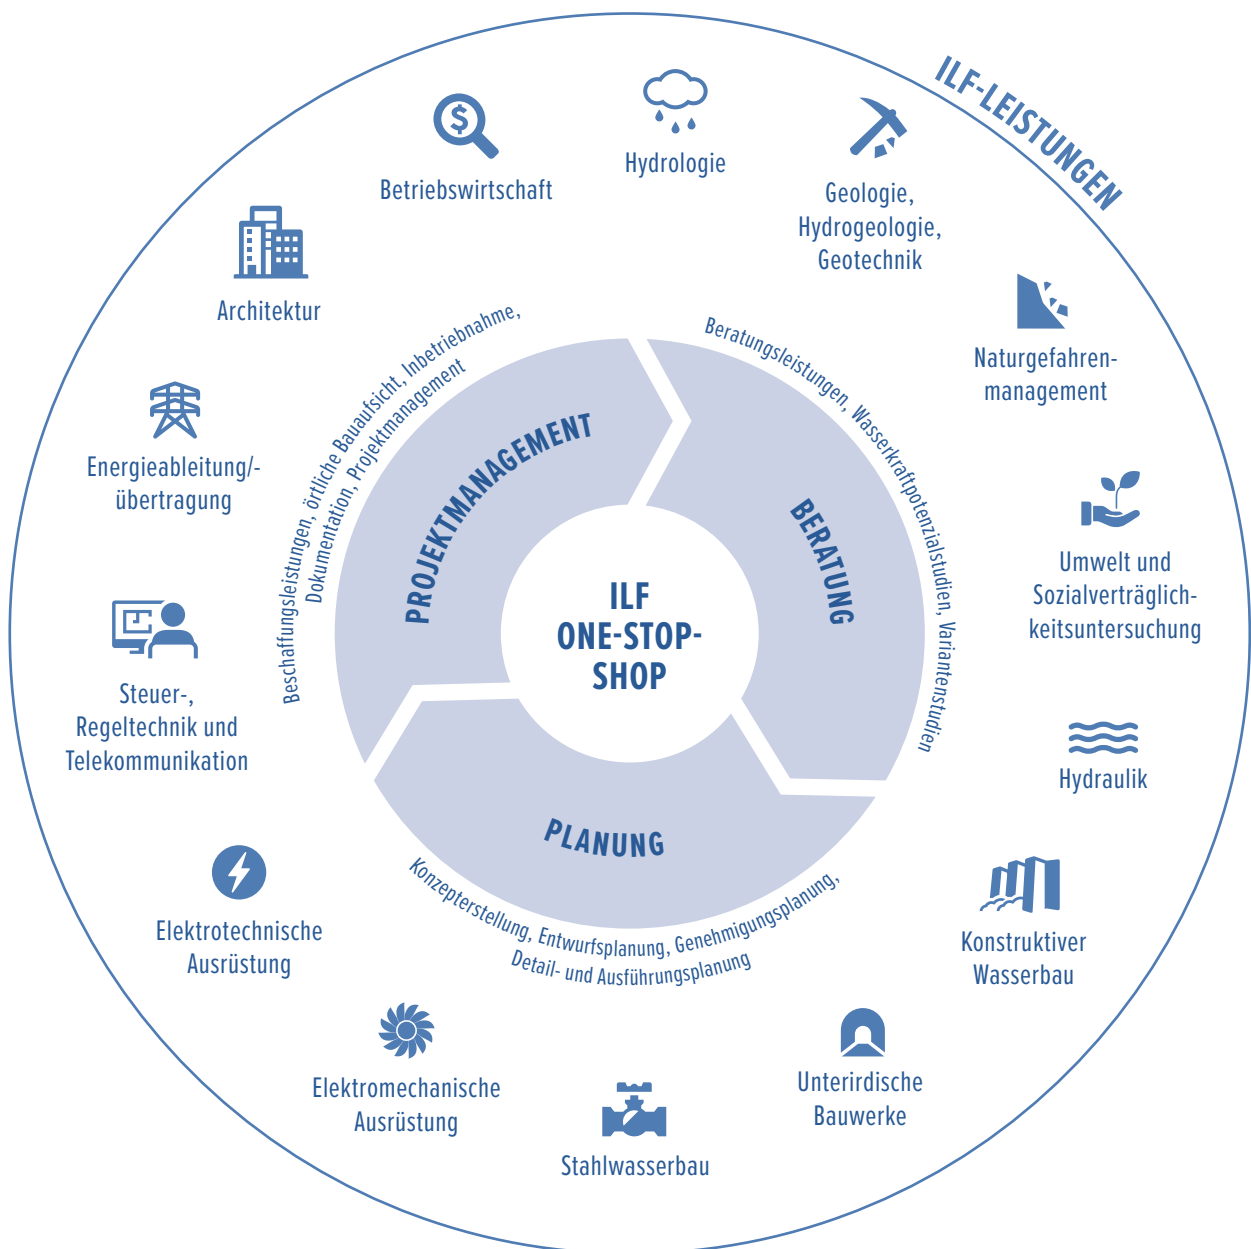 ILF-LEISTUNGEN
Hydrologie
Geologie,
Hydrogeologie,
Geotechnik
Naturgefahren-
management
Umwelt und
Sozialverträglich-
keitsuntersuchung
Hydraulik
Konstruktiver
Wasserbau
Unterirdische
Bauwerke
Stahlwasserbau
Elektromechanische
Ausrüstung
Elektrotechnische
Ausrüstung
Steuer-,
Regeltechnik und
Telekommunikation
Energieableitung/-
übertragung
Architektur
$
Betriebswirtschaft
Beschaffungsleistungen, örtliche Bauaufsicht, Inbetriebnahme,
Dokumentation, Projektmanagement
PROJEKTMANAGEMENT
Beratungsleistungen, Wasserkraftpotenzialstudien, Variantenstudien
BERATUNG
PLANUNG
Konzepterstellung, Entwurfsplanung, Genehmigungsplanung,
Detail- und Ausführungsplanung
ILF
ONE-STOP-
SHOP